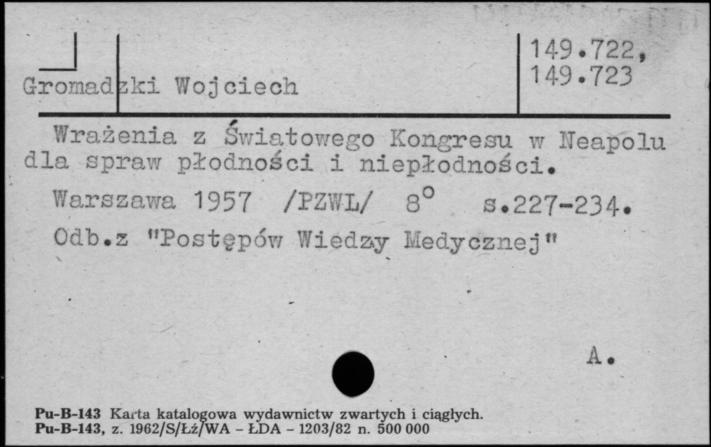 149.722,
149.723
Gromadzki Wojciech
Wrażenia z Światowego Kongresu w Neapolu
dla spraw płodności i niepłodności.
Warszawa 1957 /PZWL/ 8° s.227-234.
Odb.z "Postępów Wiedzy Medycznej"
A.
Pu-B-143 Karta katalogowa wydawnictw zwartych i ciągłych.
Pu-B-143, z. 1962/S/Łż/WA - ŁDA - 1203/82 n. 500 000